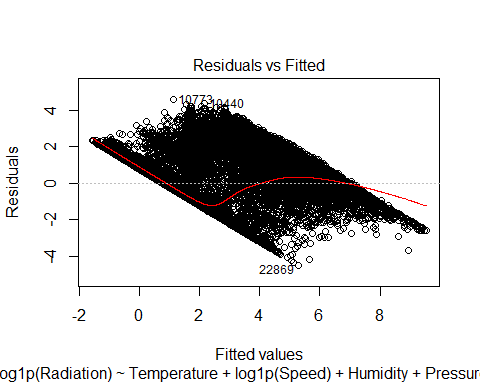 Residuals vs Fitted
Residuals
4
2
0
-2
-4
10773
10440
22869
-2 0 2 4 6 8
Fitted values
og1p(Radiation) ~ Temperature + log1p(Speed) + Humidity + Pressure